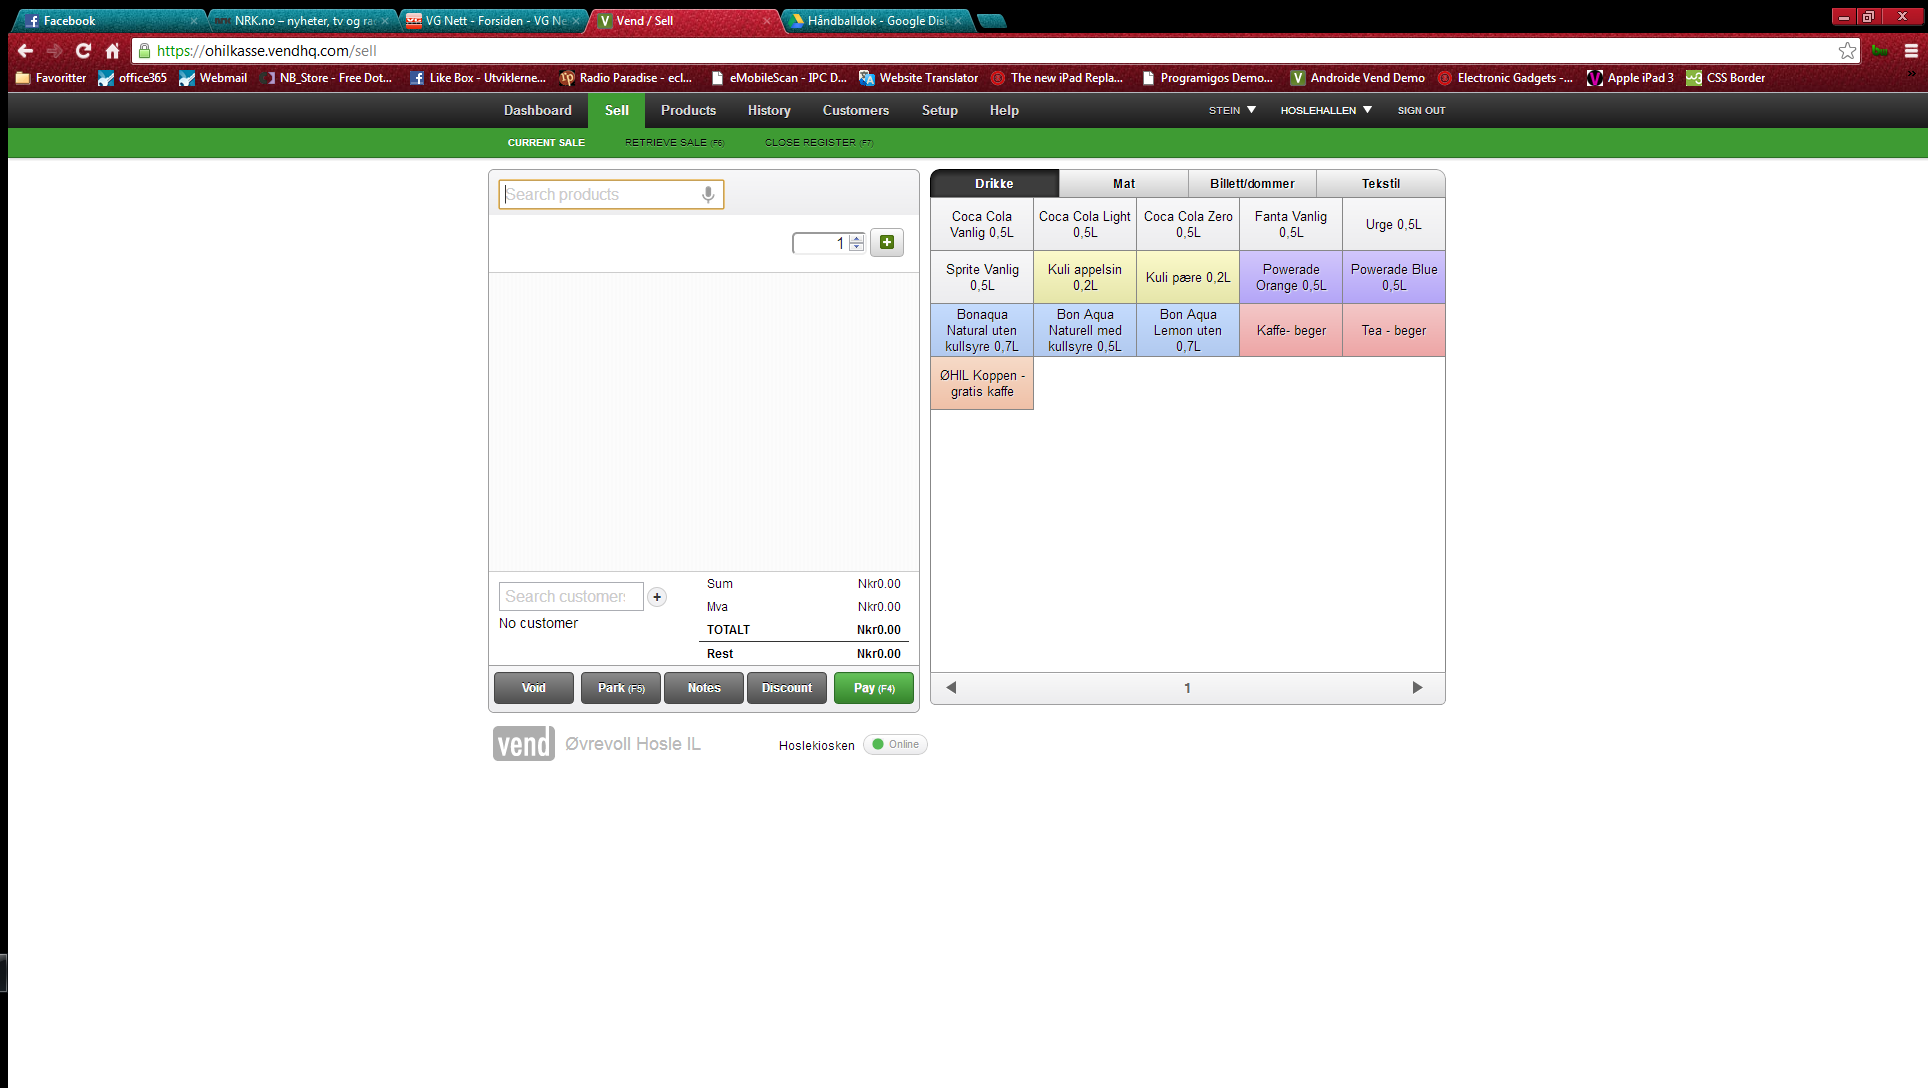 Facebook
NRK.no – nyheter, tv og rad
VG Nett - Forsiden - VG Ne
Vend / Sell
Håndballdok - Google Disk
https://ohilkasse.vendhq.com/sell
Favoritter
office365
Webmail
NB_Store - Free Dot...
Like Box - Utviklerne...
Radio Paradise - ecl...
eMobileScan - IPC D...
Website Translator
The new iPad Repla...
Programigos Demo...
Androide Vend Demo
Electronic Gadgets -...
Apple iPad 3
CSS Border
Dashboard
Sell
Products
History
Customers
Setup
Help
STEIN
HOSLEHALLEN
SIGN OUT
CURRENT SALE
RETRIEVE SALE (F6)
CLOSE REGISTER (F7)
Search products
1
Drikke
Mat
Billett/dommer
Tekstil
Coca Cola
Vanlig 0,5L
Coca Cola Light
0,5L
Coca Cola Zero
0,5L
Fanta Vanlig
0,5L
Urge 0,5L
Sprite Vanlig
0,5L
Kuli appelsin
0,2L
Kuli pære 0,2L
Powerade
Orange 0,5L
Powerade Blue
0,5L
Bonaqua
Natural uten
kullsyre 0,7L
Bon Aqua
Naturell med
kullsyre 0,5L
Bon Aqua
Lemon uten
0,7L
Kaffe- beger
Tea - beger
ØHIL Koppen -
gratis kaffe
Search customers
No customer
Sum Nkr0.00
Mva Nkr0.00
TOTALT Nkr0.00
Rest Nkr0.00
Void
Park (F5)
Notes
Discount
Pay (F4)
1
vend
Øvrevoll Hosle IL
Hoslekiosken
Online